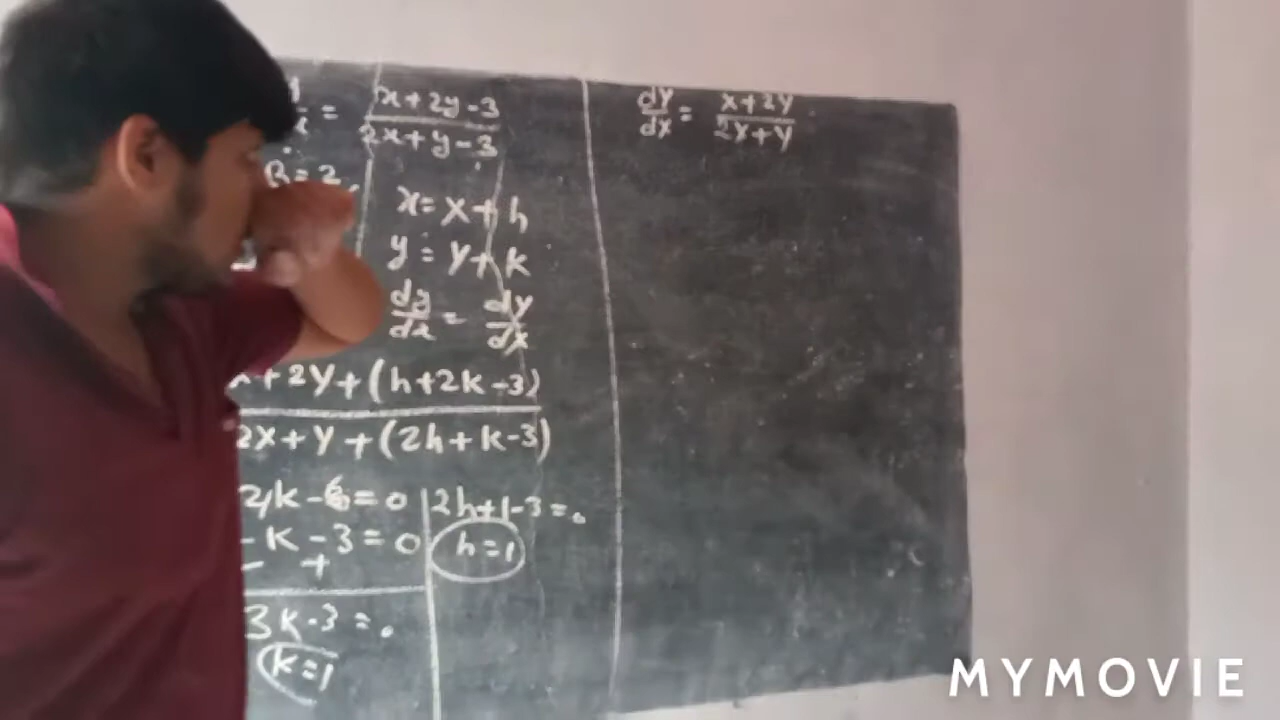 = x+2y-3
2x+y-3
B=2,
x=X+h
y=Y+k
dy/dx = dY/dX
x+2Y+(h+2k-3)
2X+Y+(2h+k-3)
2k-6=0
-k-3=0
- +
3k-3=0
k=1
2h+1-3=0
h=1
dY/dX = X+2Y/2X+Y
MYMOVIE